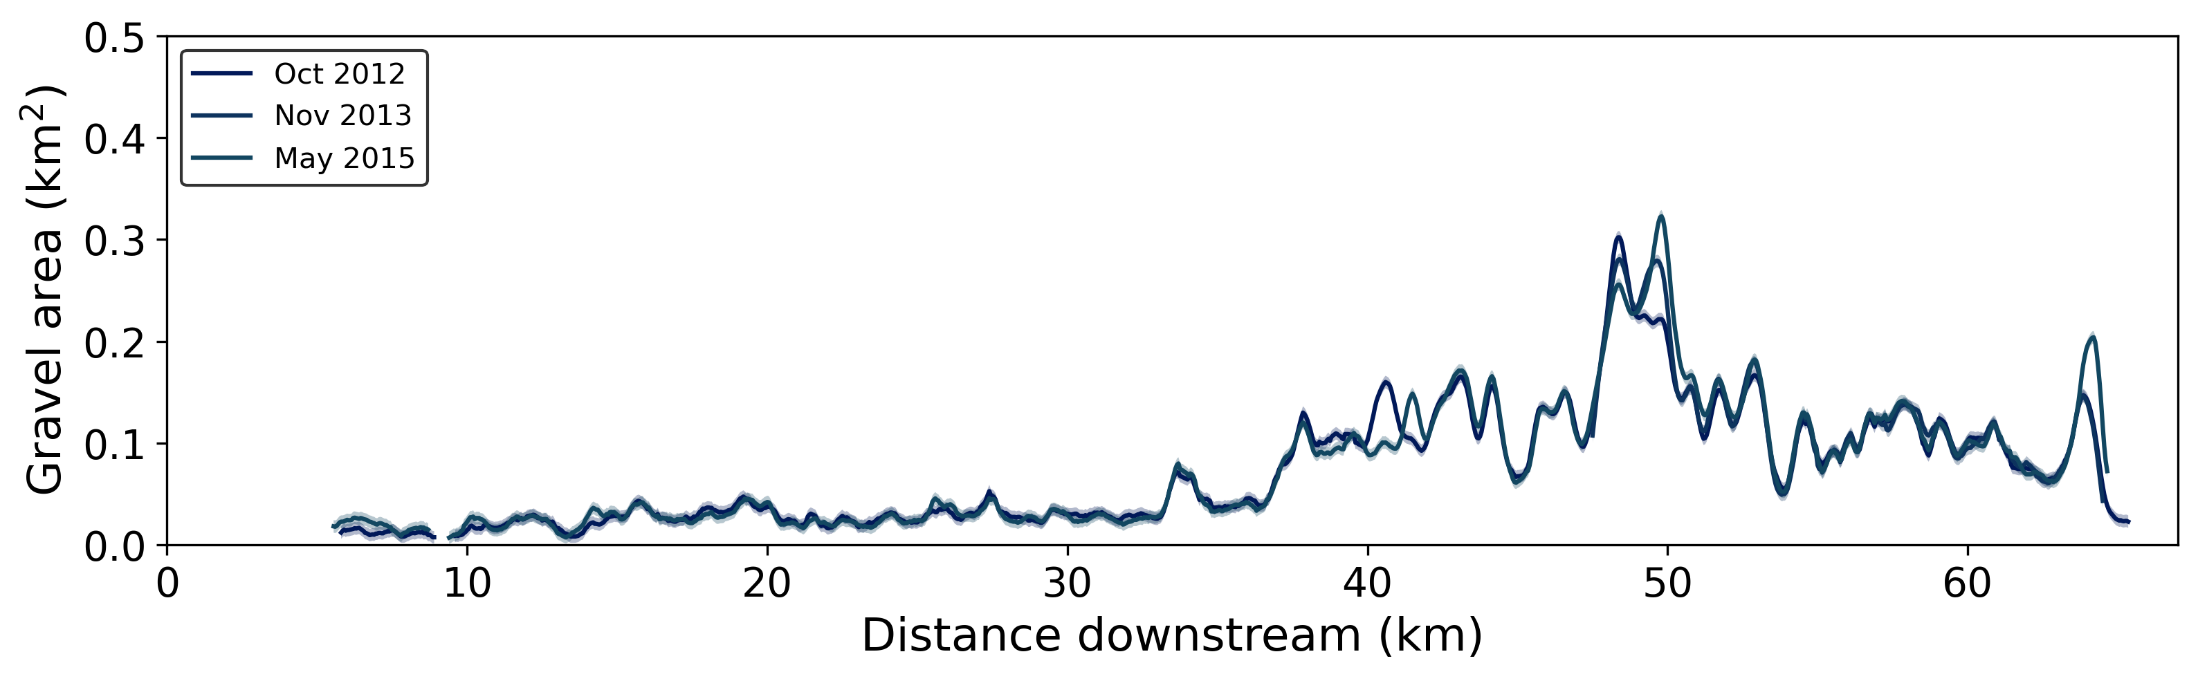 Gravel area (km²)
0.5
0.4
0.3
0.2
0.1
0.0
Oct 2012
Nov 2013
May 2015
0 10 20 30 40 50 60
Distance downstream (km)